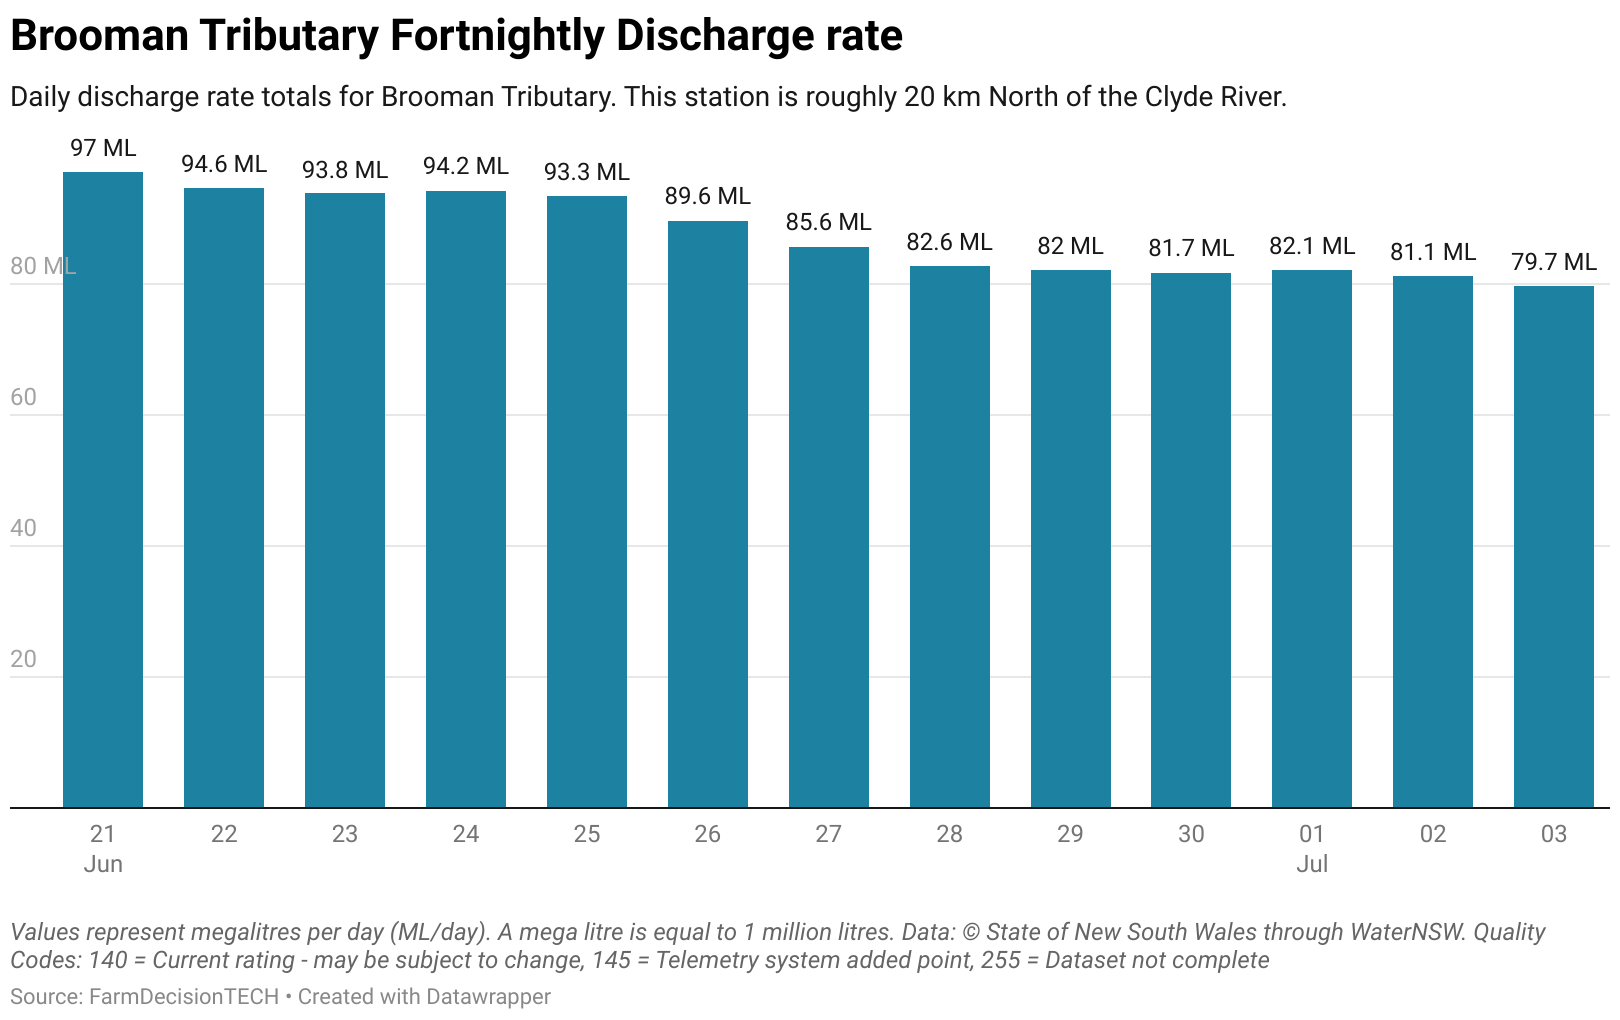 Brooman Tributary Fortnightly Discharge rate
Daily discharge rate totals for Brooman Tributary. This station is roughly 20 km North of the Clyde River.
97 ML
94.6 ML
93.8 ML
94.2 ML
93.3 ML
89.6 ML
85.6 ML
82.6 ML
82 ML
81.7 ML
82.1 ML
81.1 ML
79.7 ML
80 ML
60
40
20
21 22 23 24 25 26 27 28 29 30 01 02 03
Jun Jul
Values represent megalitres per day (ML/day). A mega litre is equal to 1 million litres. Data: © State of New South Wales through WaterNSW. Quality
Codes: 140 = Current rating - may be subject to change, 145 = Telemetry system added point, 255 = Dataset not complete
Source: FarmDecisionTECH • Created with Datawrapper